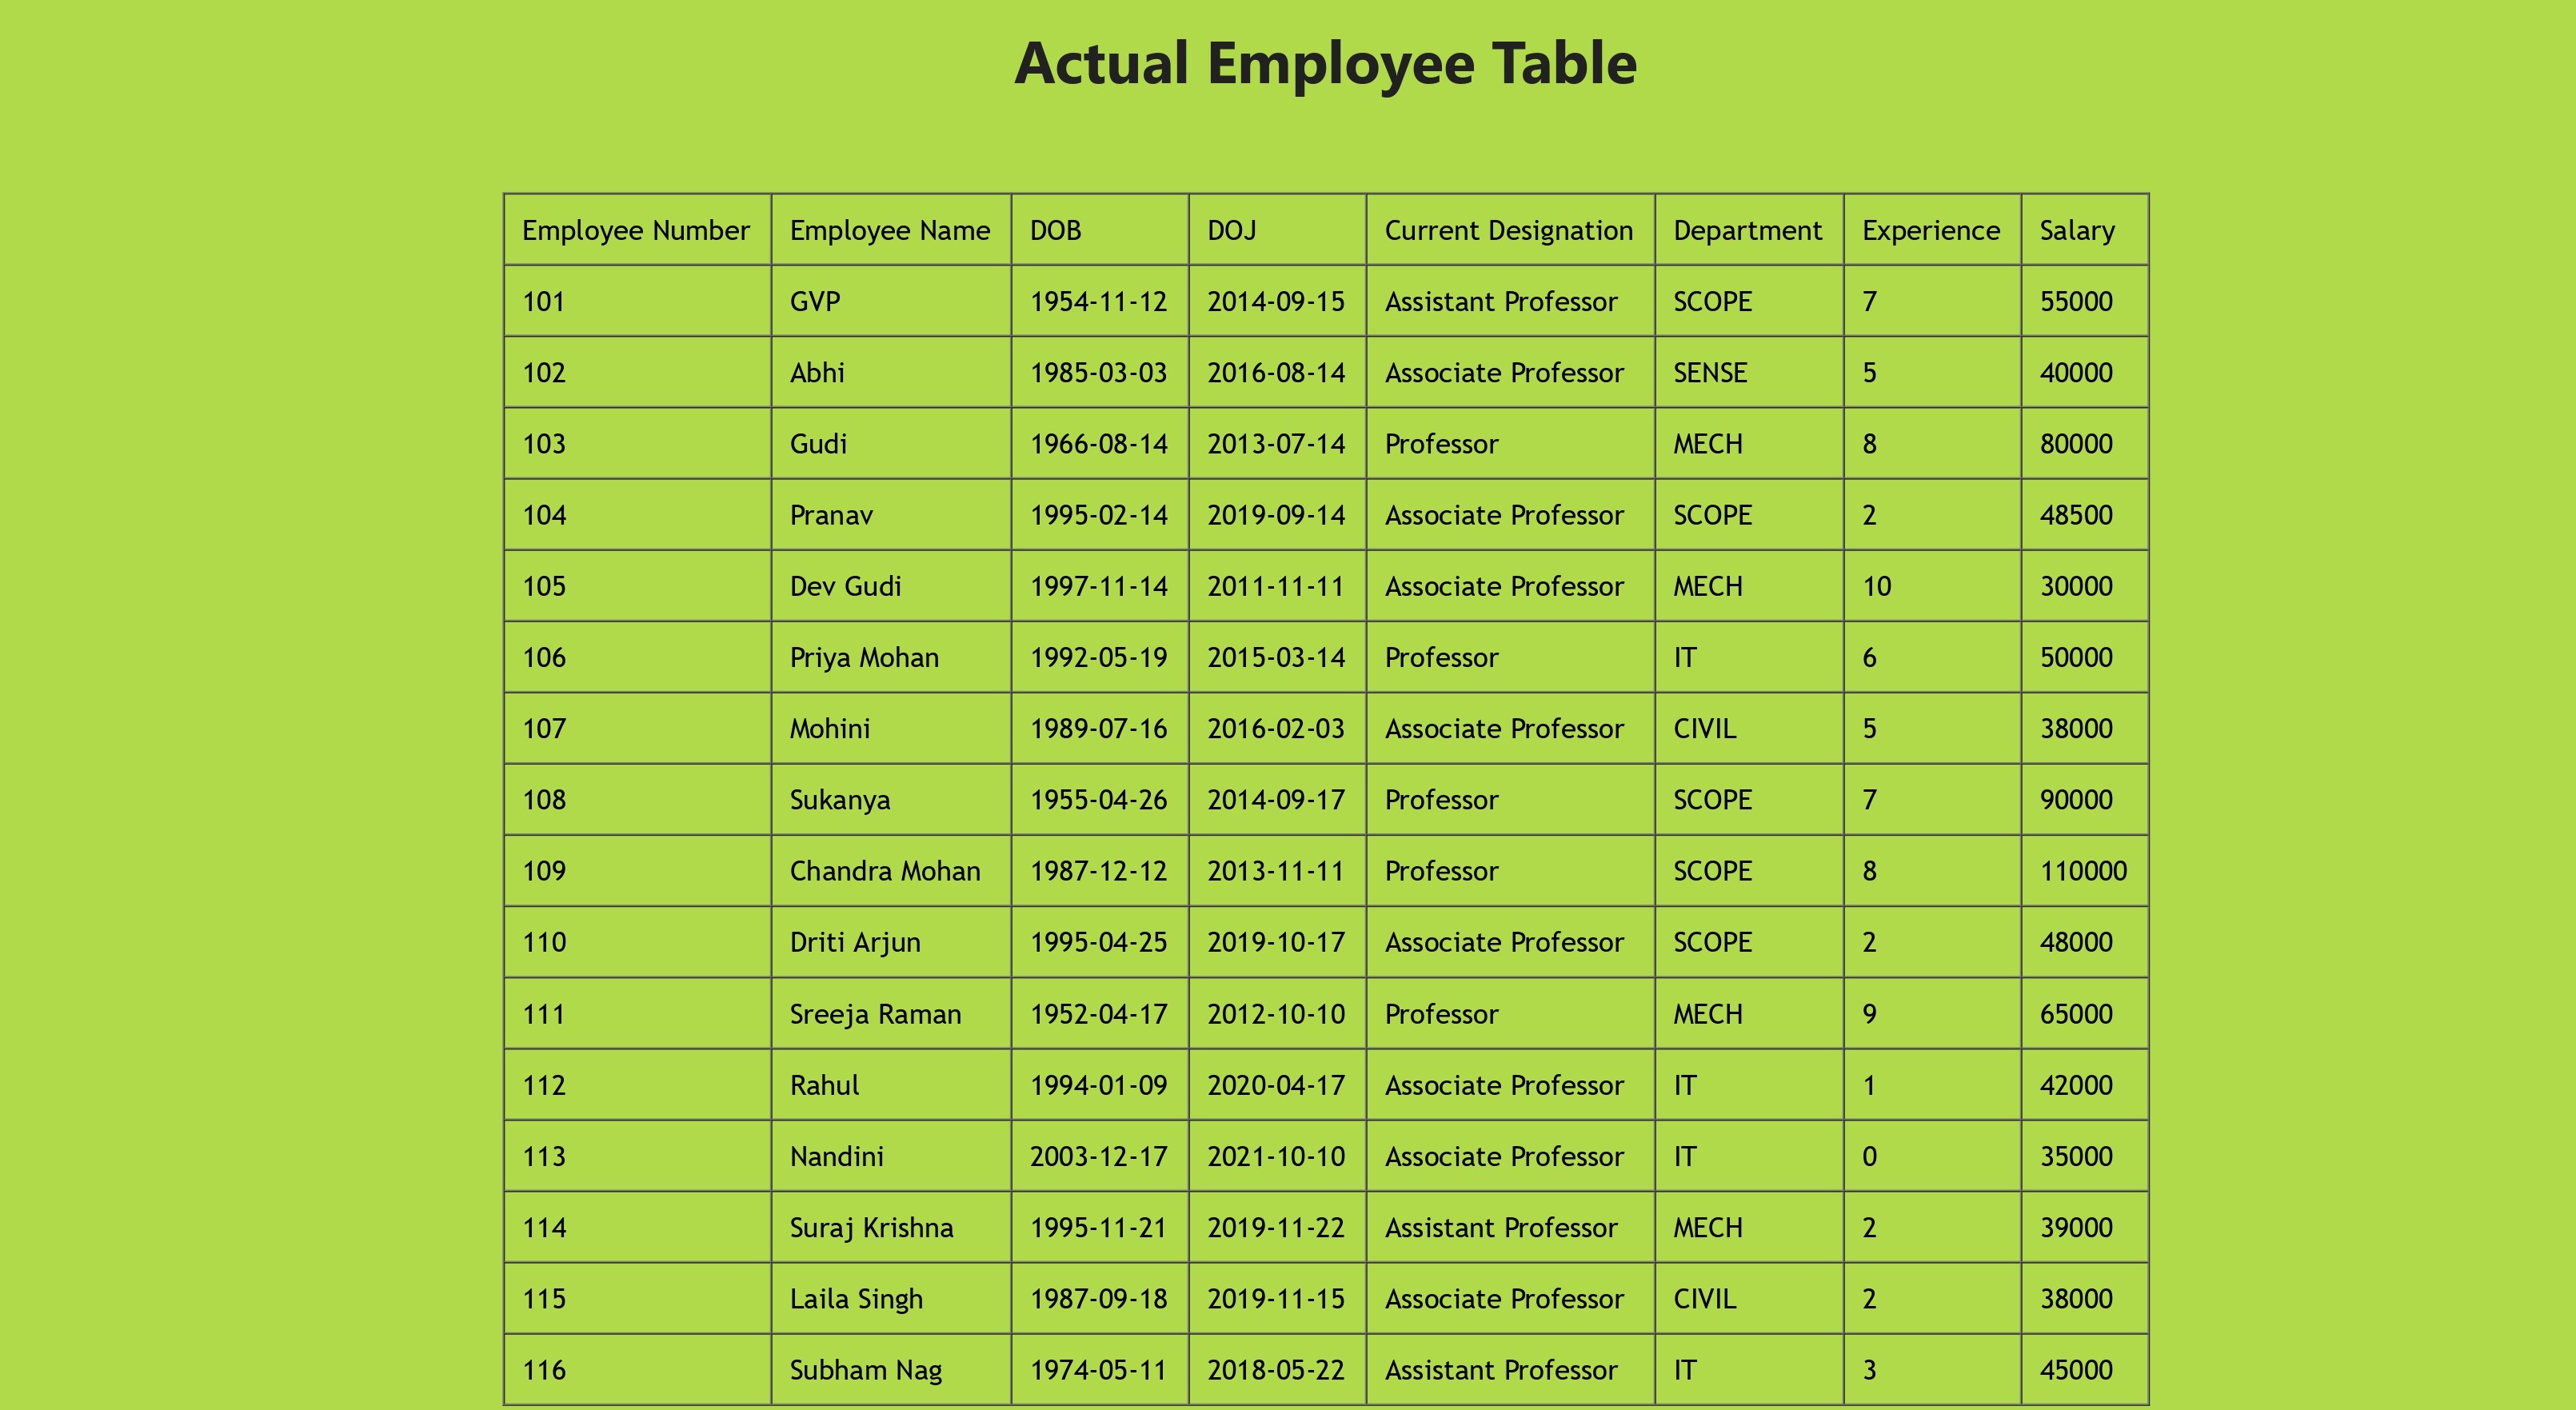 Actual Employee Table
Employee Number Employee Name DOB DOJ Current Designation Department Experience Salary
101 GVP 1954-11-12 2014-09-15 Assistant Professor SCOPE 7 55000
102 Abhi 1985-03-03 2016-08-14 Associate Professor SENSE 5 40000
103 Gudi 1966-08-14 2013-07-14 Professor MECH 8 80000
104 Pranav 1995-02-14 2019-09-14 Associate Professor SCOPE 2 48500
105 Dev Gudi 1997-11-14 2011-11-11 Associate Professor MECH 10 30000
106 Priya Mohan 1992-05-19 2015-03-14 Professor IT 6 50000
107 Mohini 1989-07-16 2016-02-03 Associate Professor CIVIL 5 38000
108 Sukanya 1955-04-26 2014-09-17 Professor SCOPE 7 90000
109 Chandra Mohan 1987-12-12 2013-11-11 Professor SCOPE 8 110000
110 Driti Arjun 1995-04-25 2019-10-17 Associate Professor SCOPE 2 48000
111 Sreeja Raman 1952-04-17 2012-10-10 Professor MECH 9 65000
112 Rahul 1994-01-09 2020-04-17 Associate Professor IT 1 42000
113 Nandini 2003-12-17 2021-10-10 Associate Professor IT 0 35000
114 Suraj Krishna 1995-11-21 2019-11-22 Assistant Professor MECH 2 39000
115 Laila Singh 1987-09-18 2019-11-15 Associate Professor CIVIL 2 38000
116 Subham Nag 1974-05-11 2018-05-22 Assistant Professor IT 3 45000